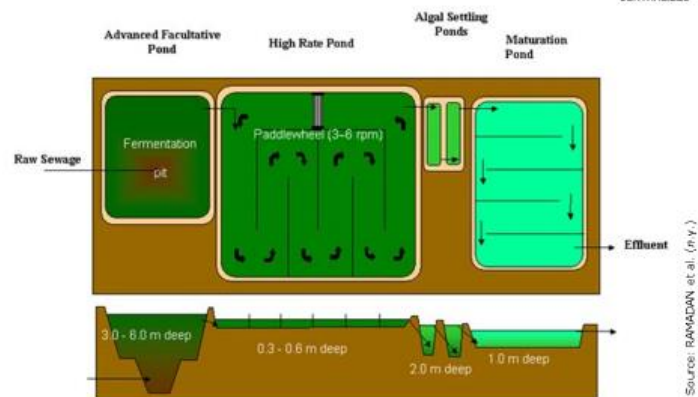 Advanced Facultative
Pond
High Rate Pond
Algal Settling
Ponds
Maturation
Pond
Raw Sewage
Fermentation
pit
Paddlewheel (3-6 rpm)
Effluent
3.0 - 6.0 m deep
0.3 - 0.6 m deep
2.0 m deep
1.0 m deep
Source: RAMADAN et al. (n.y.)